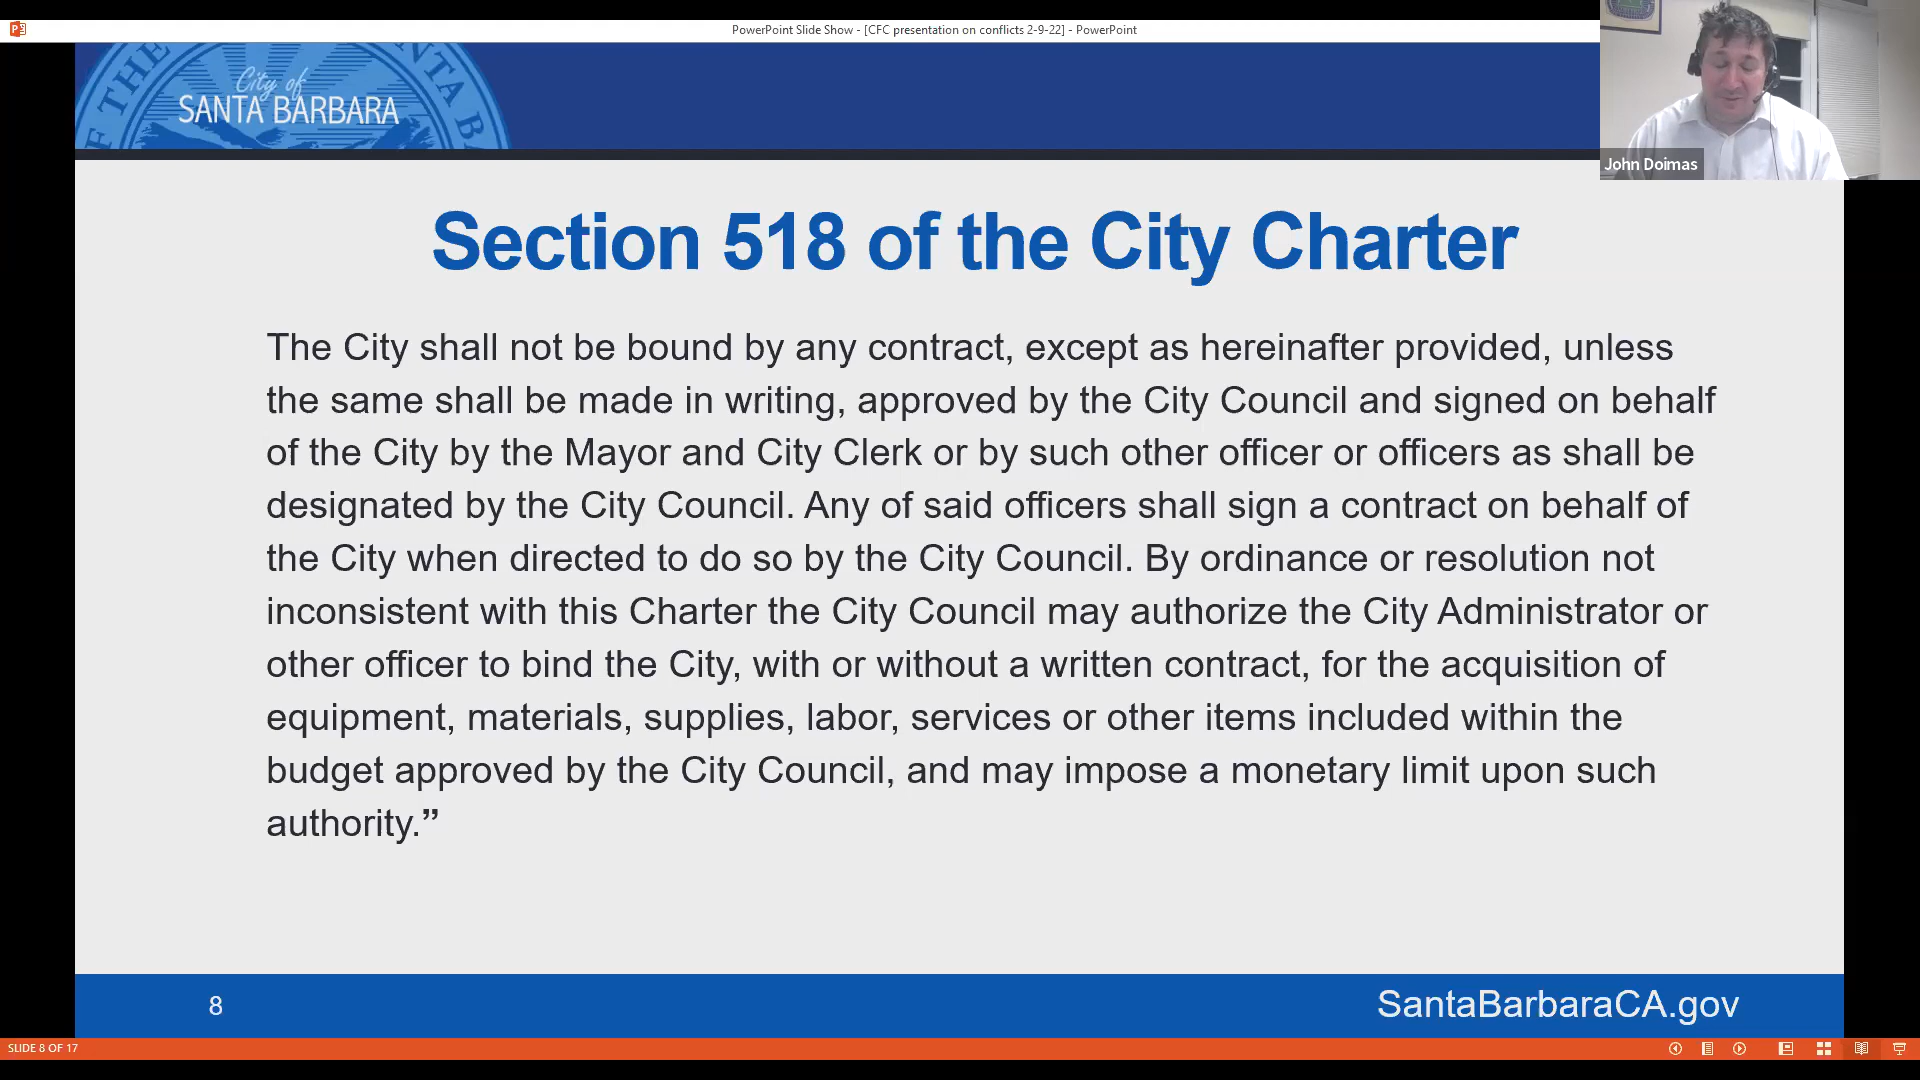 PowerPoint Slide Show - [CFC presentation on conflicts 2-9-22] - PowerPoint
City of
SANTA BARBARA
John Doimas
Section 518 of the City Charter
The City shall not be bound by any contract, except as hereinafter provided, unless
the same shall be made in writing, approved by the City Council and signed on behalf
of the City by the Mayor and City Clerk or by such other officer or officers as shall be
designated by the City Council. Any of said officers shall sign a contract on behalf of
the City when directed to do so by the City Council. By ordinance or resolution not
inconsistent with this Charter the City Council may authorize the City Administrator or
other officer to bind the City, with or without a written contract, for the acquisition of
equipment, materials, supplies, labor, services or other items included within the
budget approved by the City Council, and may impose a monetary limit upon such
authority.”
8
SantaBarbaraCA.gov
SLIDE 8 OF 17